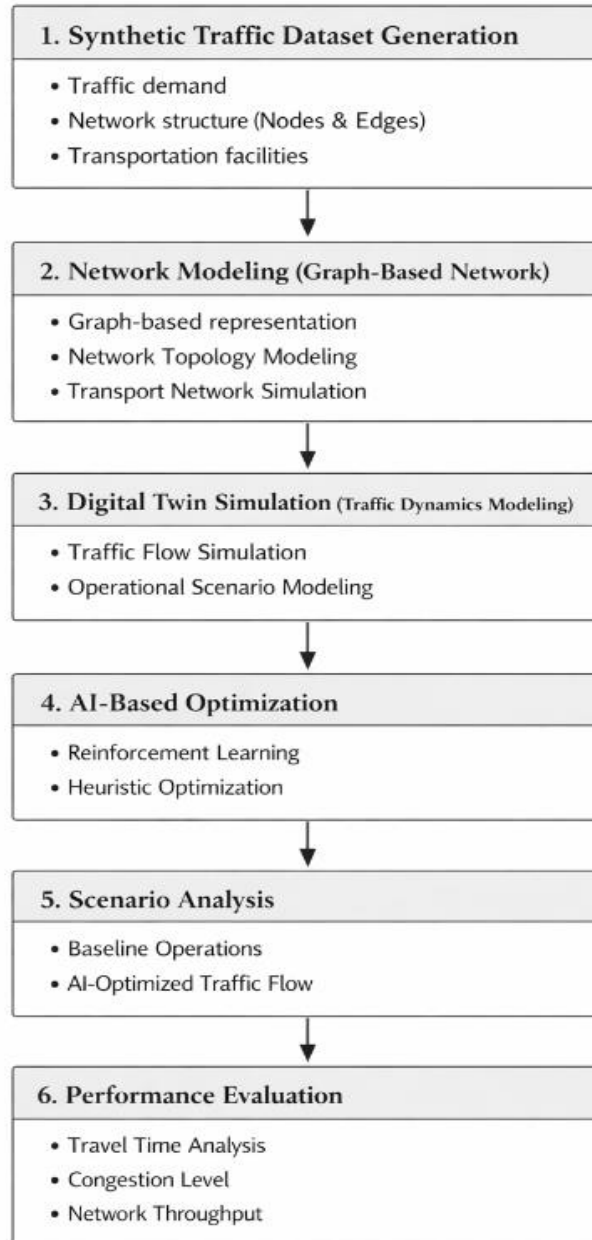 1. Synthetic Traffic Dataset Generation
• Traffic demand
• Network structure (Nodes & Edges)
• Transportation facilities
2. Network Modeling (Graph-Based Network)
• Graph-based representation
• Network Topology Modeling
• Transport Network Simulation
3. Digital Twin Simulation (Traffic Dynamics Modeling)
• Traffic Flow Simulation
• Operational Scenario Modeling
4. AI-Based Optimization
• Reinforcement Learning
• Heuristic Optimization
5. Scenario Analysis
• Baseline Operations
• AI-Optimized Traffic Flow
6. Performance Evaluation
• Travel Time Analysis
• Congestion Level
• Network Throughput